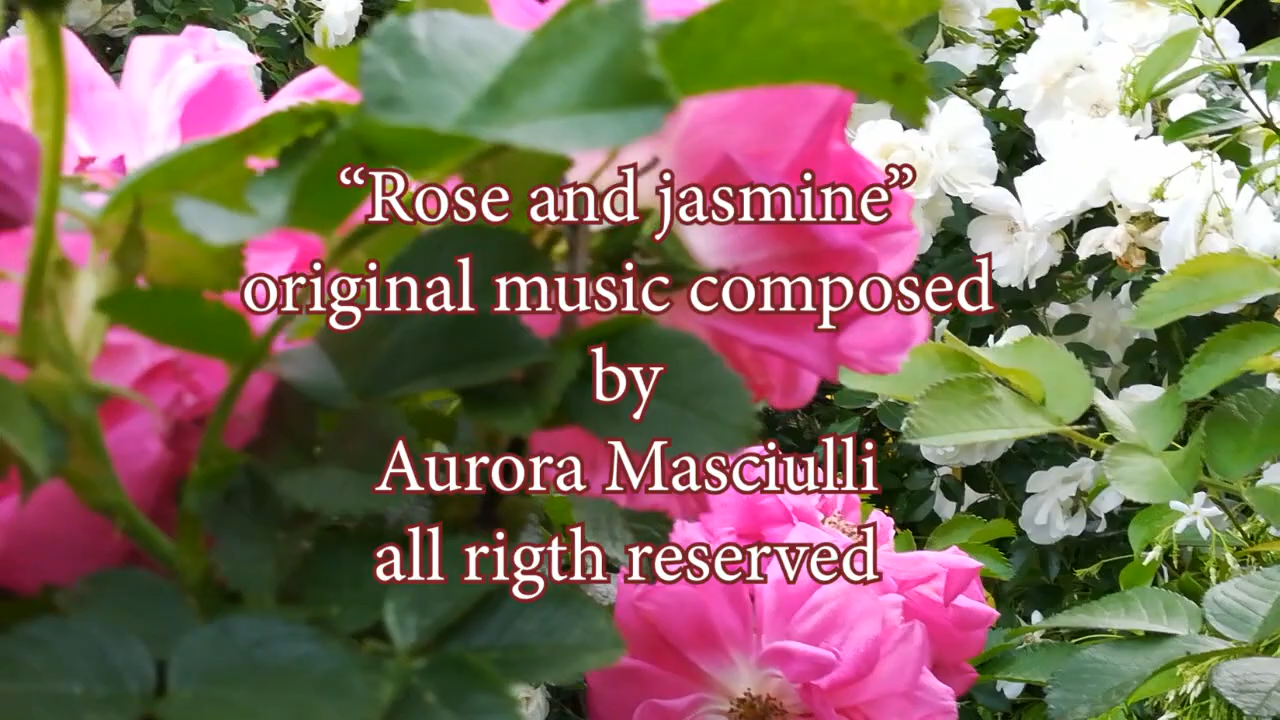 “Rose and jasmine”
original music composed
by
Aurora Masciulli
all rigth reserved